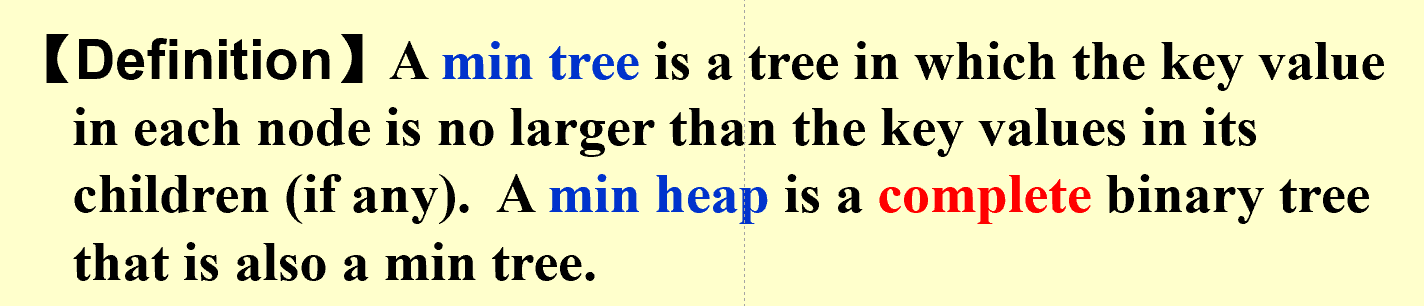 【Definition】A min tree is a tree in which the key value
in each node is no larger than the key values in its
children (if any).  A min heap is a complete binary tree
that is also a min tree.